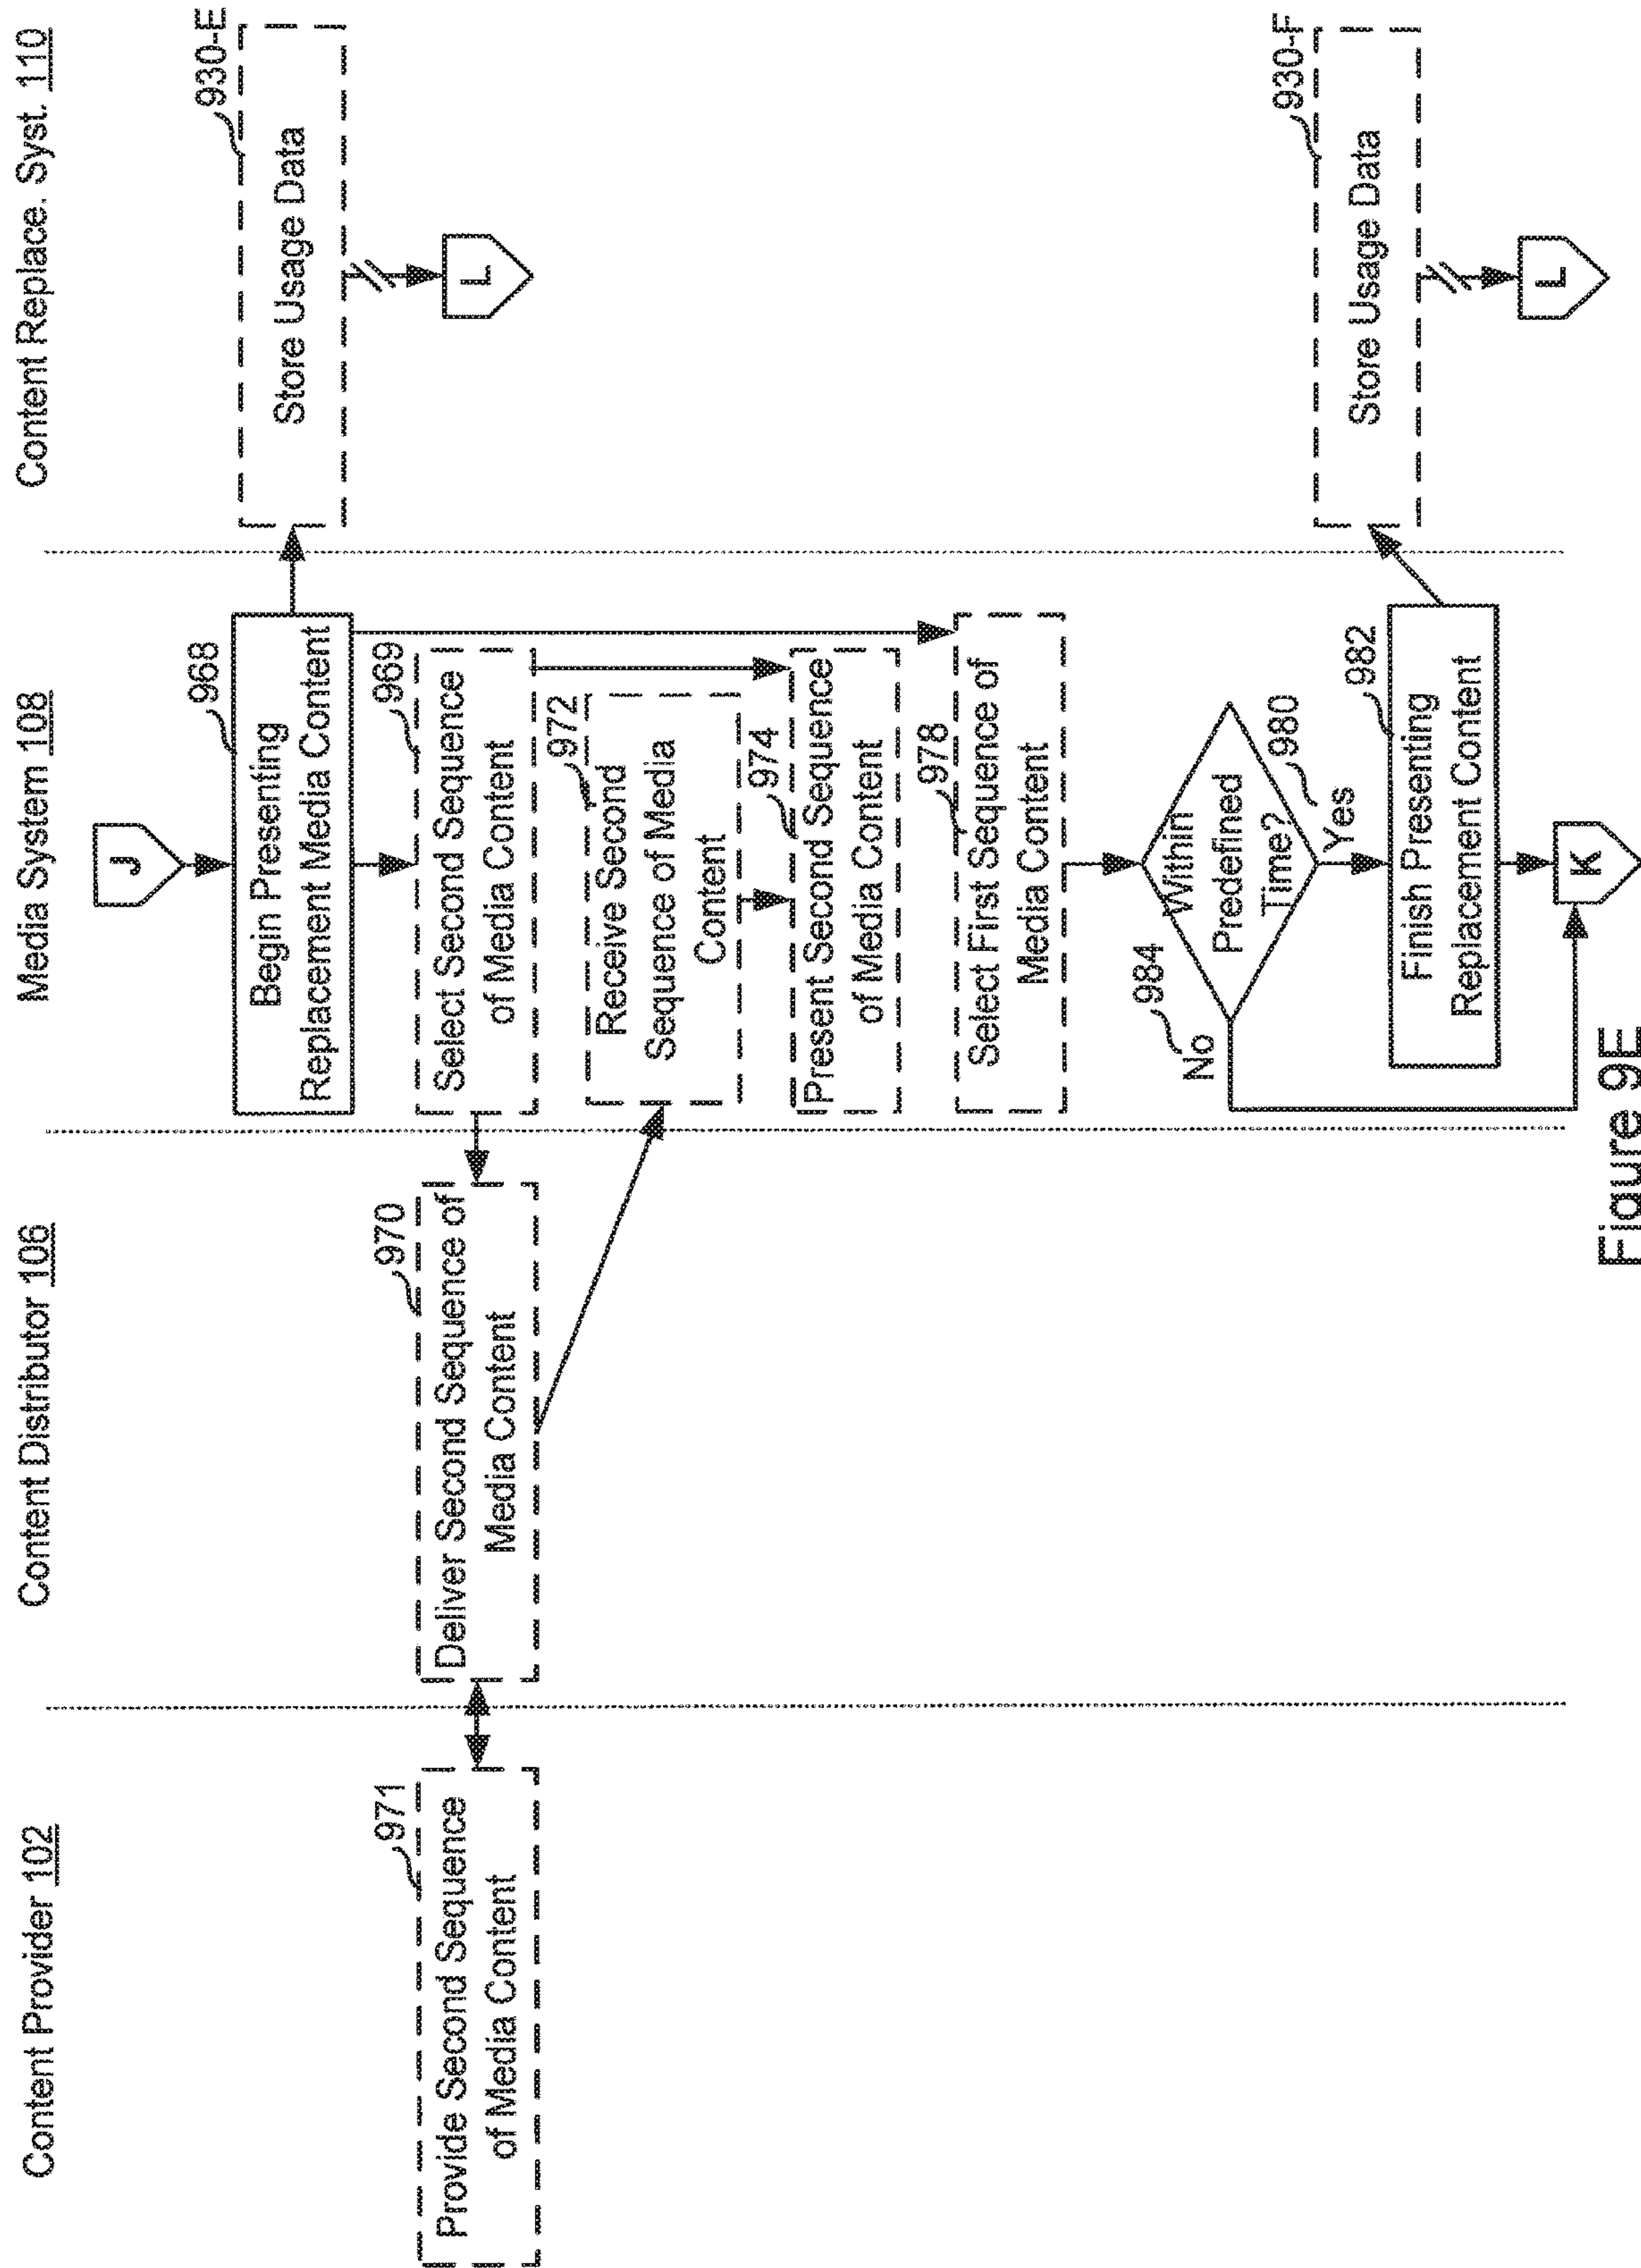 Content Provider 102
Content Distributor 106
Media System 108
Content Replace. Syst. 110
J
968
Begin Presenting
Replacement Media Content
930-E
Store Usage Data
L
971
Provide Second Sequence
of Media Content
970
Deliver Second Sequence of
Media Content
969
Select Second Sequence
of Media Content
972
Receive Second
Sequence of Media
Content
974
Present Second Sequence
of Media Content
978
Select First Sequence of
Media Content
Within
Predefined
Time?
984
No
980
Yes
982
Finish Presenting
Replacement Content
930-F
Store Usage Data
L
K
Figure 9E